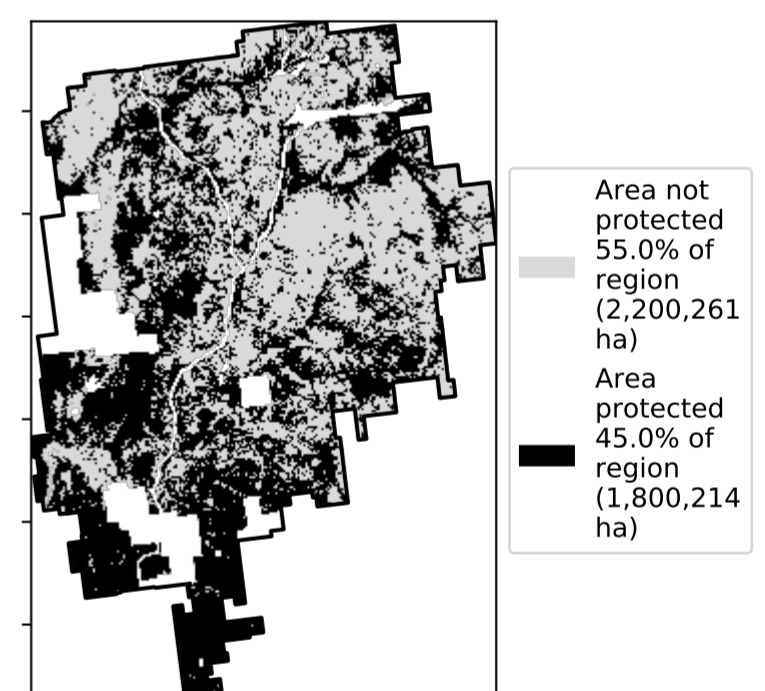 Area not
protected
55.0% of
region
(2,200,261
ha)
Area
protected
45.0% of
region
(1,800,214
ha)